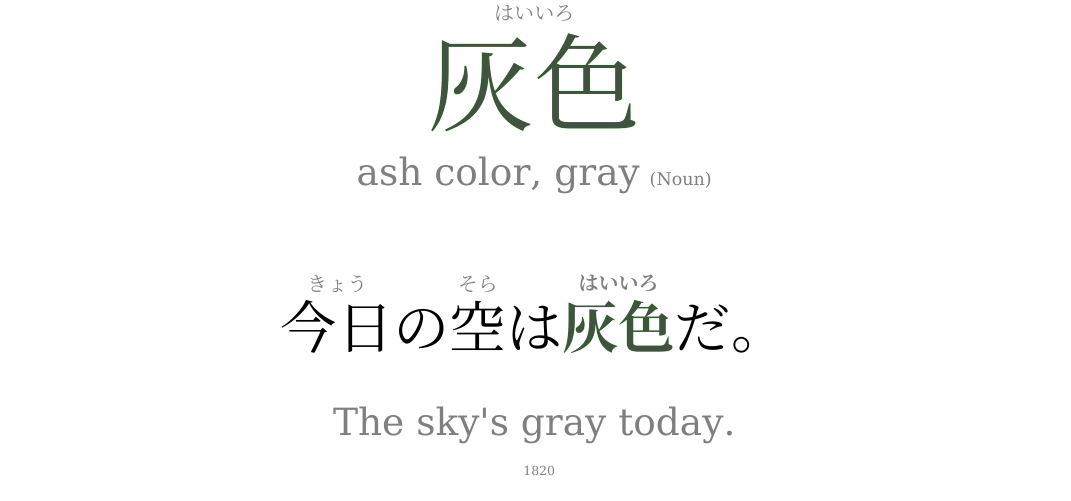 はいいろ
灰色
ash color, gray (Noun)
きょう そら はいいろ
今日の空は灰色だ。
The sky's gray today.
1820